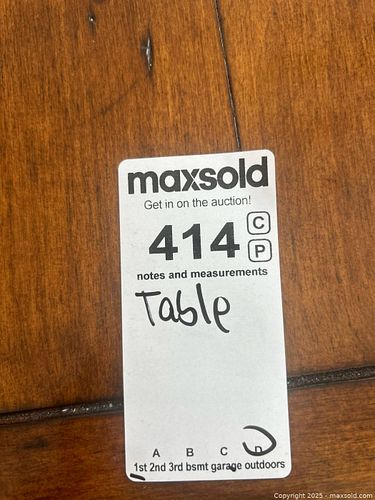 maxsold
Get in on the auction!
414 C P
notes and measurements
Table
A B C D
1st 2nd 3rd bsmt garage outdoors
Copyright 2025 - maxsold.com